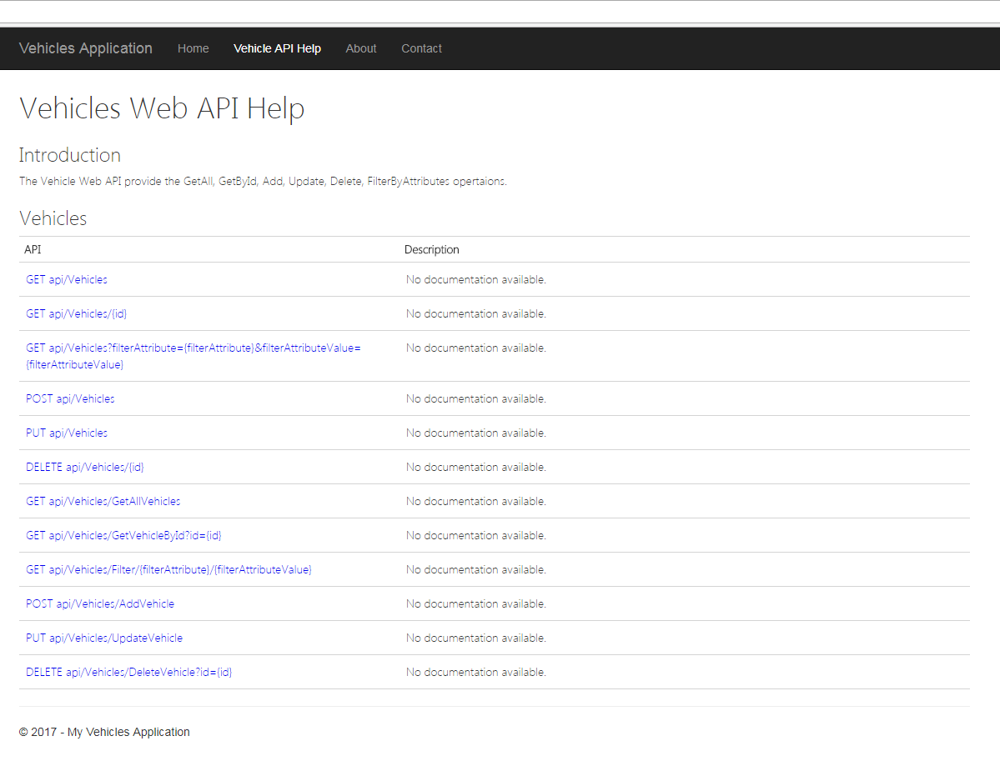 Vehicles Application Home Vehicle API Help About Contact
Vehicles Web API Help
Introduction
The Vehicle Web API provide the GetAll, GetById, Add, Update, Delete, FilterByAttributes opertaions.
Vehicles
API Description
GET api/Vehicles No documentation available.
GET api/Vehicles/{id} No documentation available.
GET api/Vehicles?filterAttribute={filterAttribute}&filterAttributeValue= No documentation available.
{filterAttributeValue}
POST api/Vehicles No documentation available.
PUT api/Vehicles No documentation available.
DELETE api/Vehicles/{id} No documentation available.
GET api/Vehicles/GetAllVehicles No documentation available.
GET api/Vehicles/GetVehicleById?id={id} No documentation available.
GET api/Vehicles/Filter/{filterAttribute}/{filterAttributeValue} No documentation available.
POST api/Vehicles/AddVehicle No documentation available.
PUT api/Vehicles/UpdateVehicle No documentation available.
DELETE api/Vehicles/DeleteVehicle?id={id} No documentation available.
© 2017 - My Vehicles Application